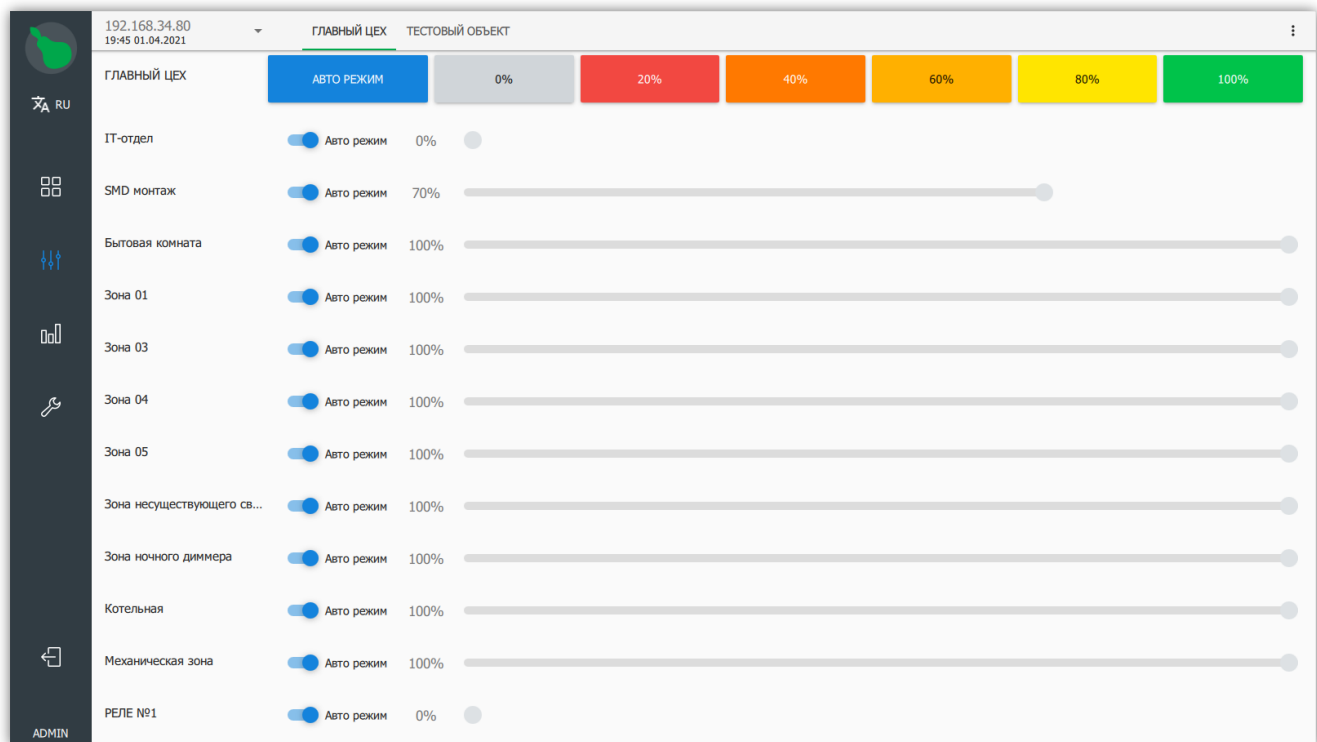 192.168.34.80
19:45 01.04.2021
ГЛАВНЫЙ ЦЕХ ТЕСТОВЫЙ ОБЪЕКТ
RU
ГЛАВНЫЙ ЦЕХ АВТО РЕЖИМ 0% 20% 40% 60% 80% 100%
IT-отдел Авто режим 0%
SMD монтаж Авто режим 70%
Бытовая комната Авто режим 100%
Зона 01 Авто режим 100%
Зона 03 Авто режим 100%
Зона 04 Авто режим 100%
Зона 05 Авто режим 100%
Зона несуществующего св... Авто режим 100%
Зона ночного диммера Авто режим 100%
Котельная Авто режим 100%
Механическая зона Авто режим 100%
РЕЛЕ №1 Авто режим 0%
ADMIN